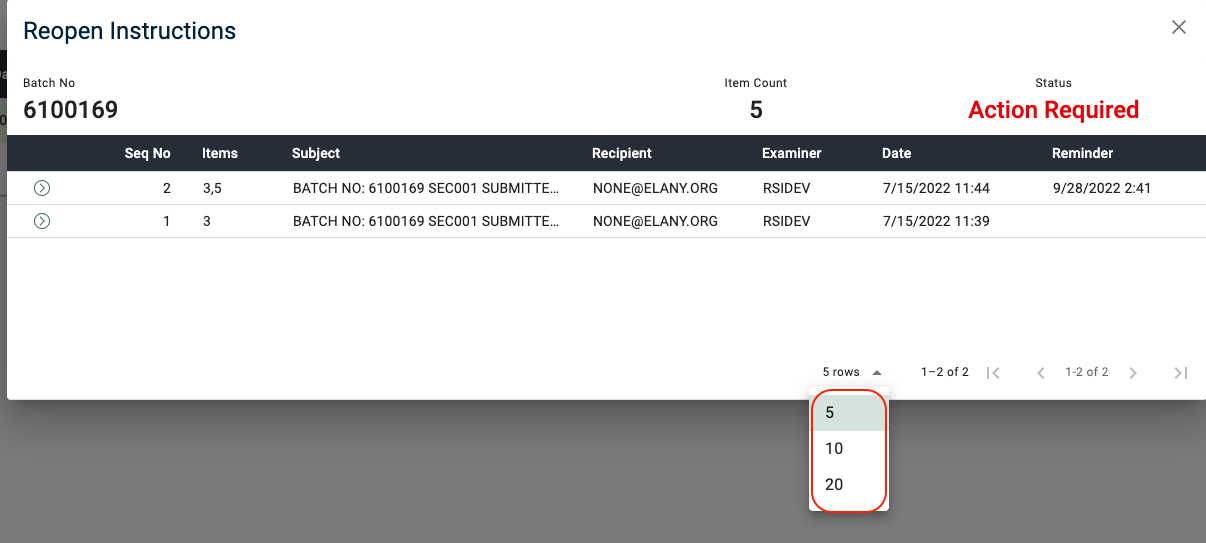 Reopen Instructions
Batch No Item Count Status
6100169 5 Action Required
Seq No Items Subject Recipient Examiner Date Reminder
2 3,5 BATCH NO: 6100169 SEC001 SUBMITTE... NONE@ELANY.ORG RSIDEV 7/15/2022 11:44 9/28/2022 2:41
1 3 BATCH NO: 6100169 SEC001 SUBMITTE... NONE@ELANY.ORG RSIDEV 7/15/2022 11:39
5 rows 1–2 of 2 1-2 of 2
5
10
20